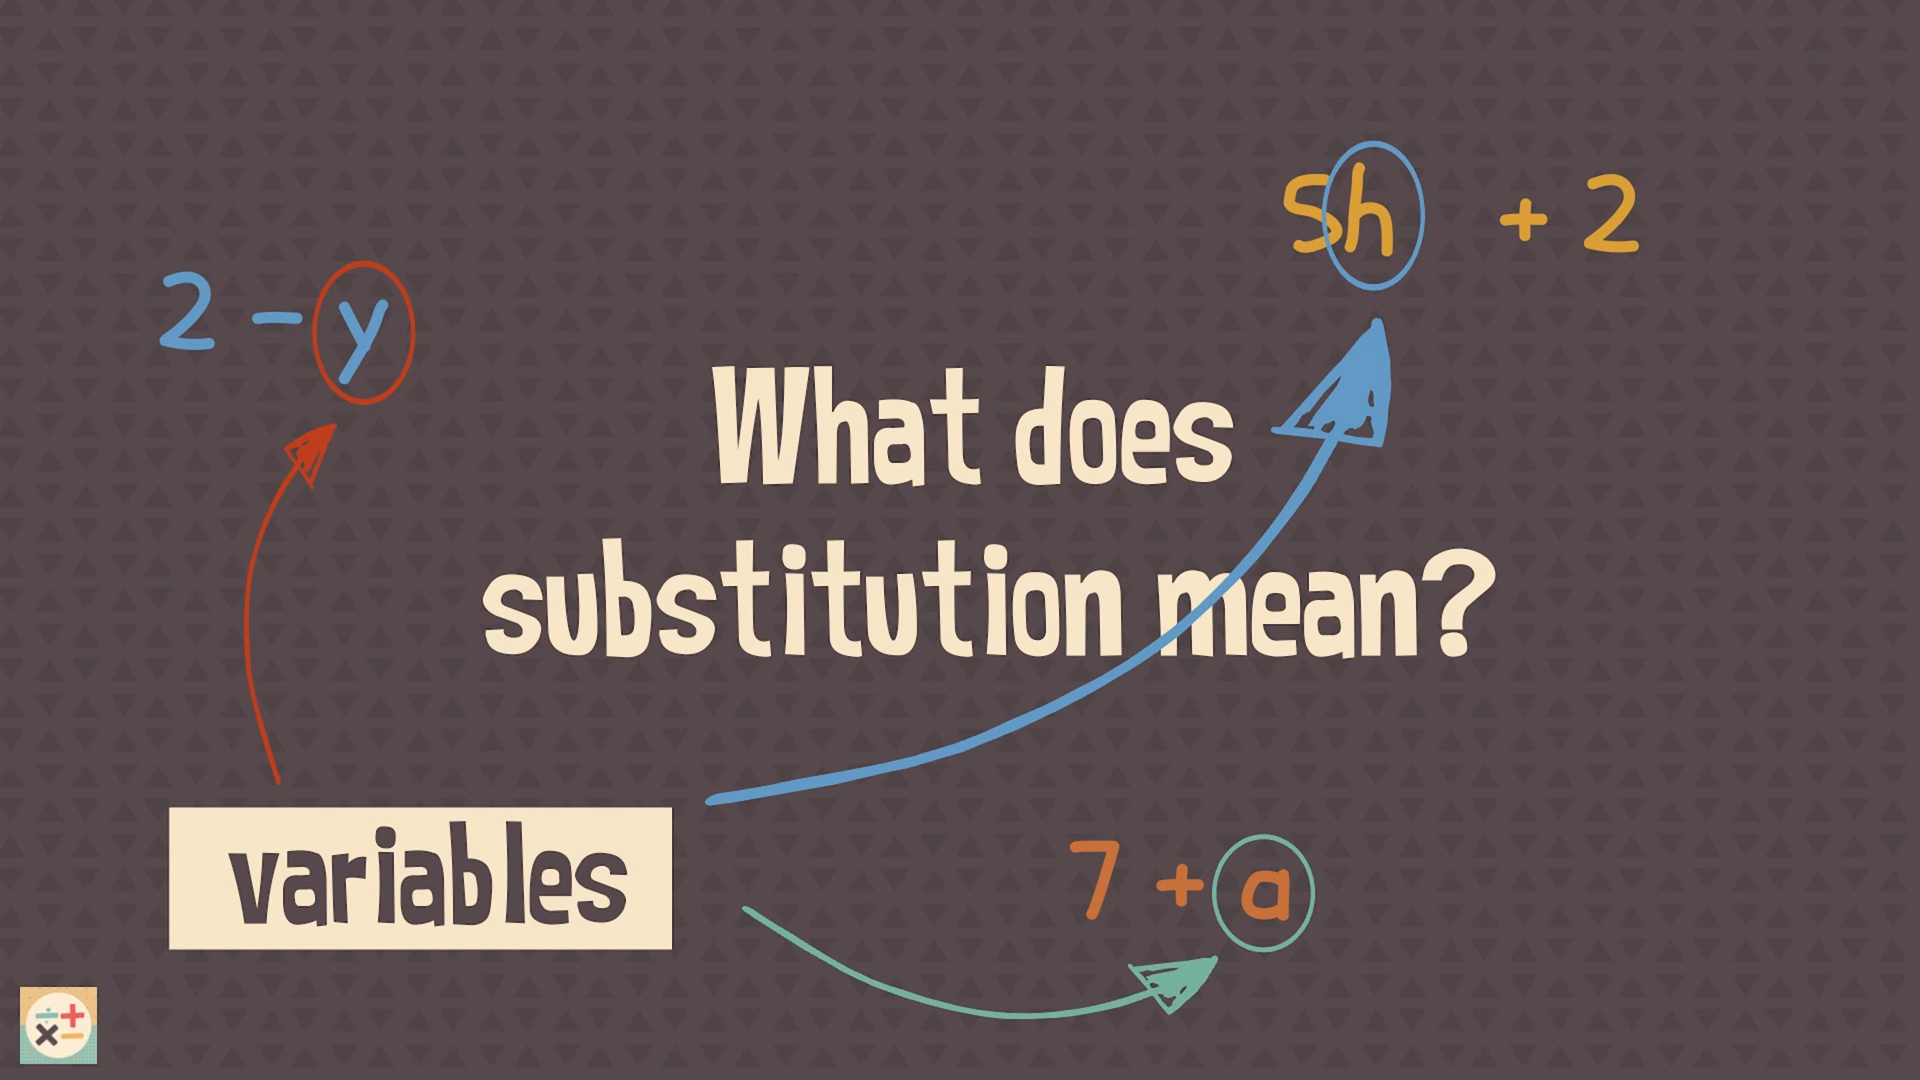 5h + 2
2 - y
What does
substitution mean?
variables
7 + a